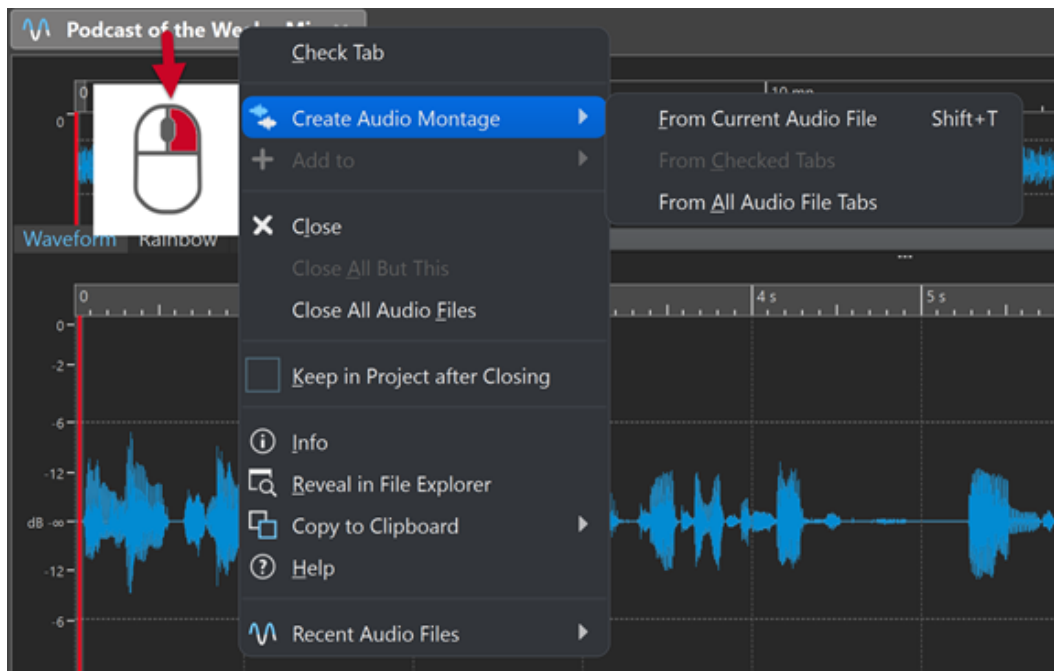 Podcast of the We
Check Tab
0
10 mn
Create Audio Montage
From Current Audio File Shift+T
0
Add to
From Checked Tabs
From All Audio File Tabs
Close
Waveform Rainbow
Close All But This
0
4 s
5 s
Close All Audio Files
0
-2
Keep in Project after Closing
-6
Info
-12
Reveal in File Explorer
dB -∞
Copy to Clipboard
-12
Help
-6
Recent Audio Files